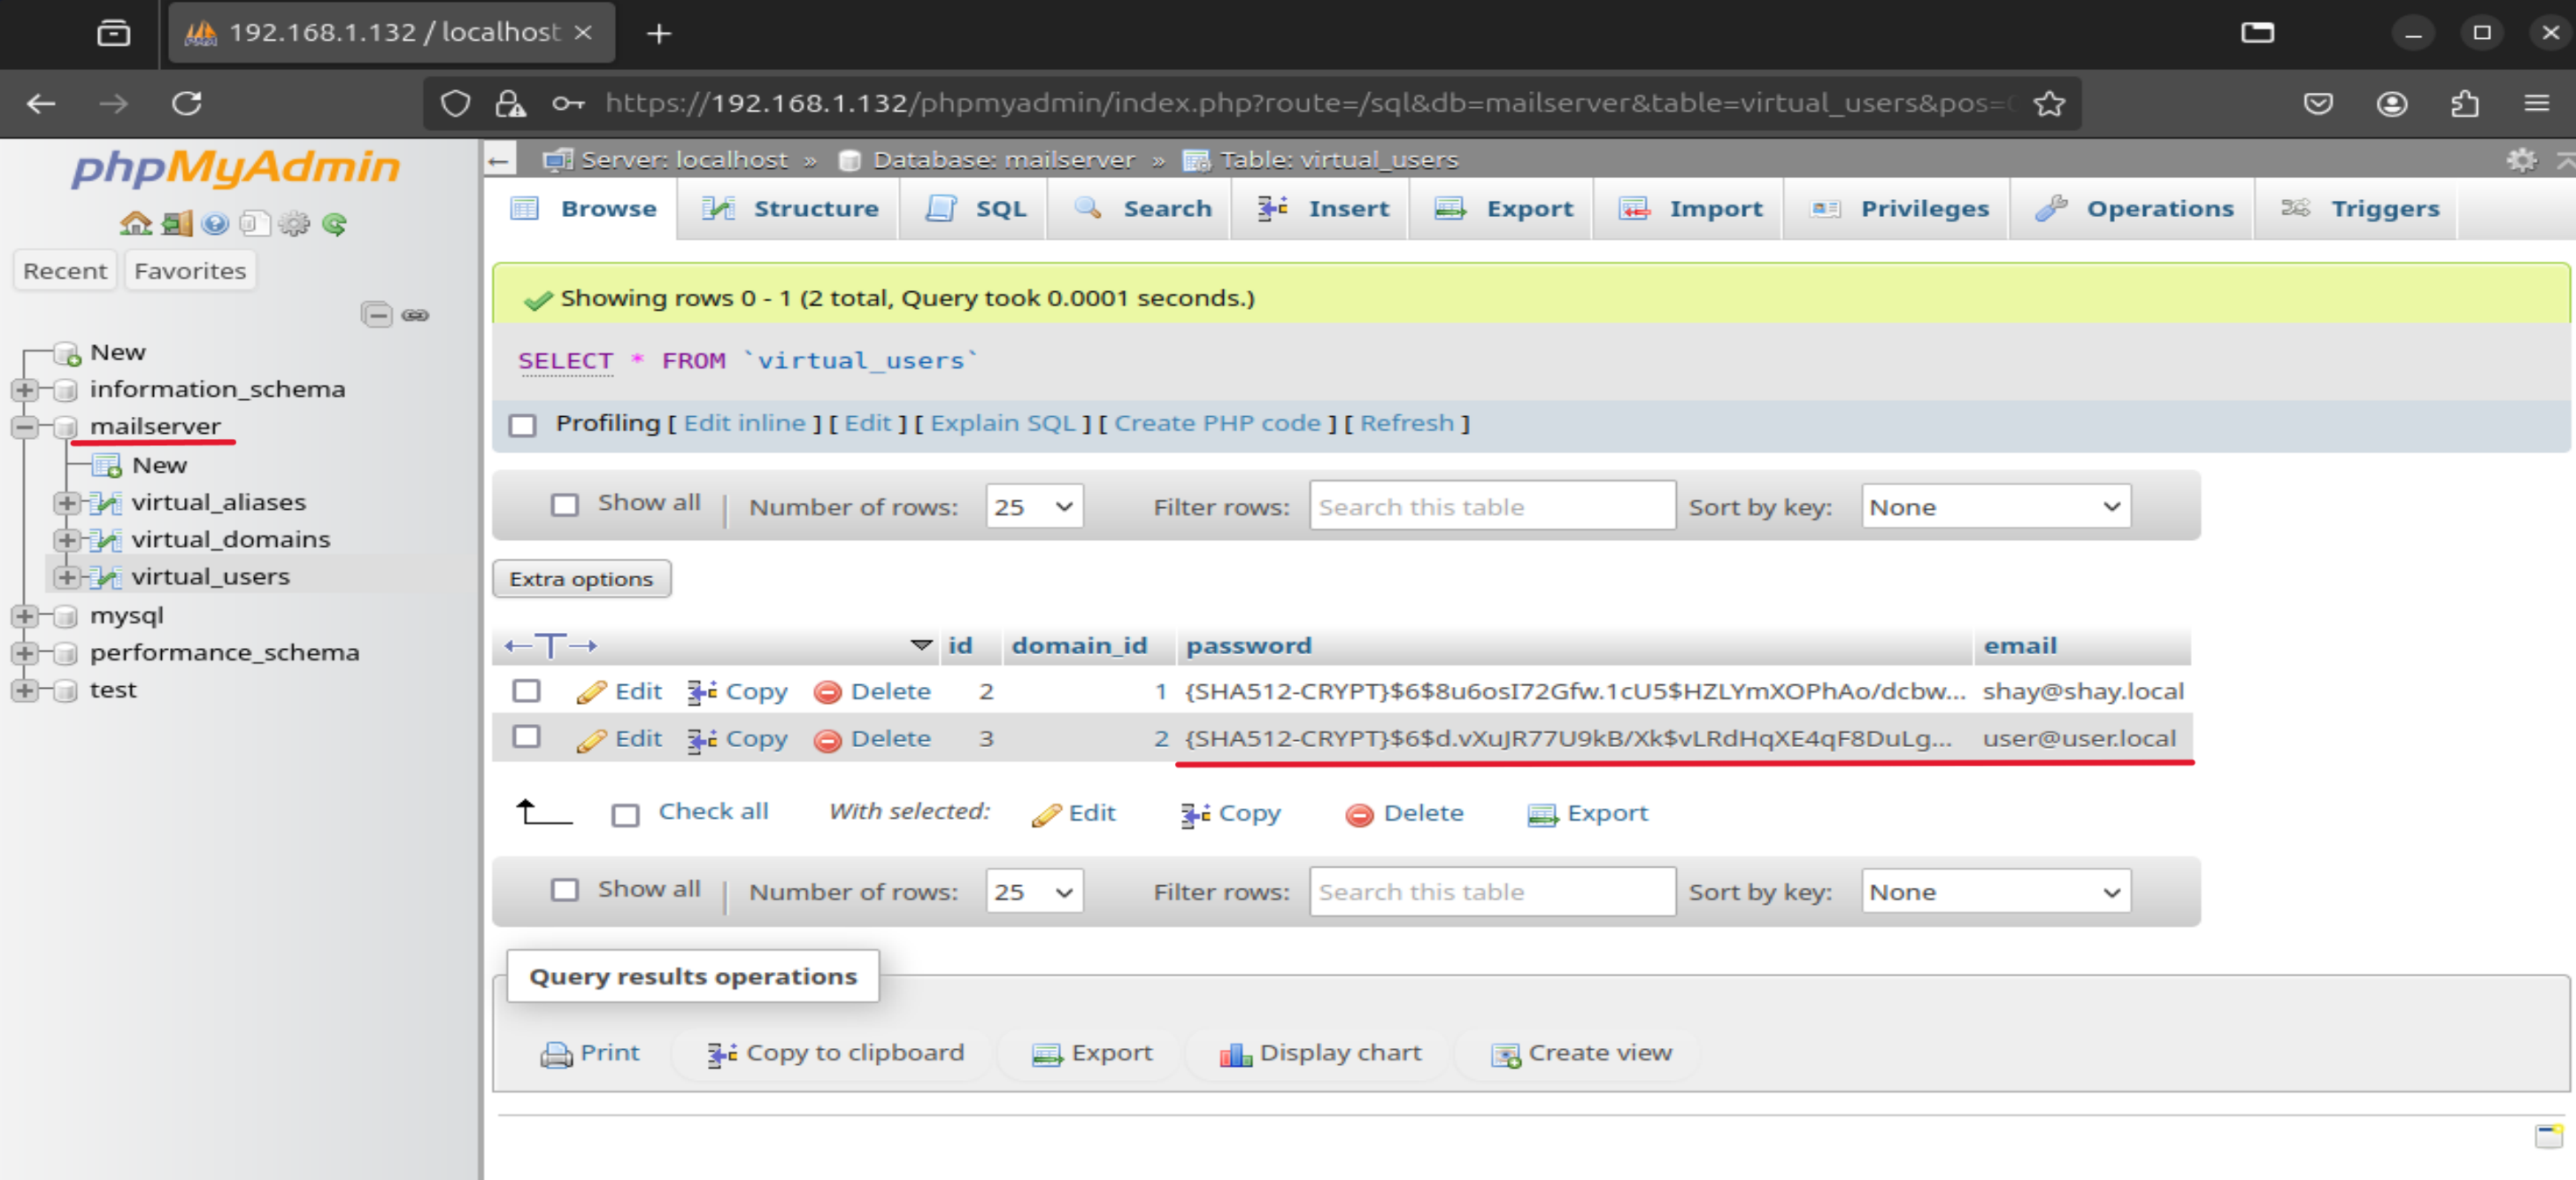 192.168.1.132 / localhost
https://192.168.1.132/phpmyadmin/index.php?route=/sql&db=mailserver&table=virtual_users&pos=
phpMyAdmin
Recent
Favorites
New
information_schema
mailserver
New
virtual_aliases
virtual_domains
virtual_users
mysql
performance_schema
test
Server: localhost » Database: mailserver » Table: virtual_users
Browse Structure SQL Search Insert Export Import Privileges Operations Triggers
Showing rows 0 - 1 (2 total, Query took 0.0001 seconds.)
SELECT * FROM `virtual_users`
Profiling [ Edit inline ] [ Edit ] [ Explain SQL ] [ Create PHP code ] [ Refresh ]
Show all | Number of rows: 25 Filter rows: Search this table Sort by key: None
Extra options
←T→ id domain_id password email
Edit Copy Delete 2 1 {SHA512-CRYPT}$6$8u6osI72Gfw.1cU5$HZLYmXOPhAo/dcbw... shay@shay.local
Edit Copy Delete 3 2 {SHA512-CRYPT}$6$d.vXuJR77U9kB/Xk$vLRdHqXE4qF8DuLg... user@user.local
Check all With selected: Edit Copy Delete Export
Show all | Number of rows: 25 Filter rows: Search this table Sort by key: None
Query results operations
Print Copy to clipboard Export Display chart Create view